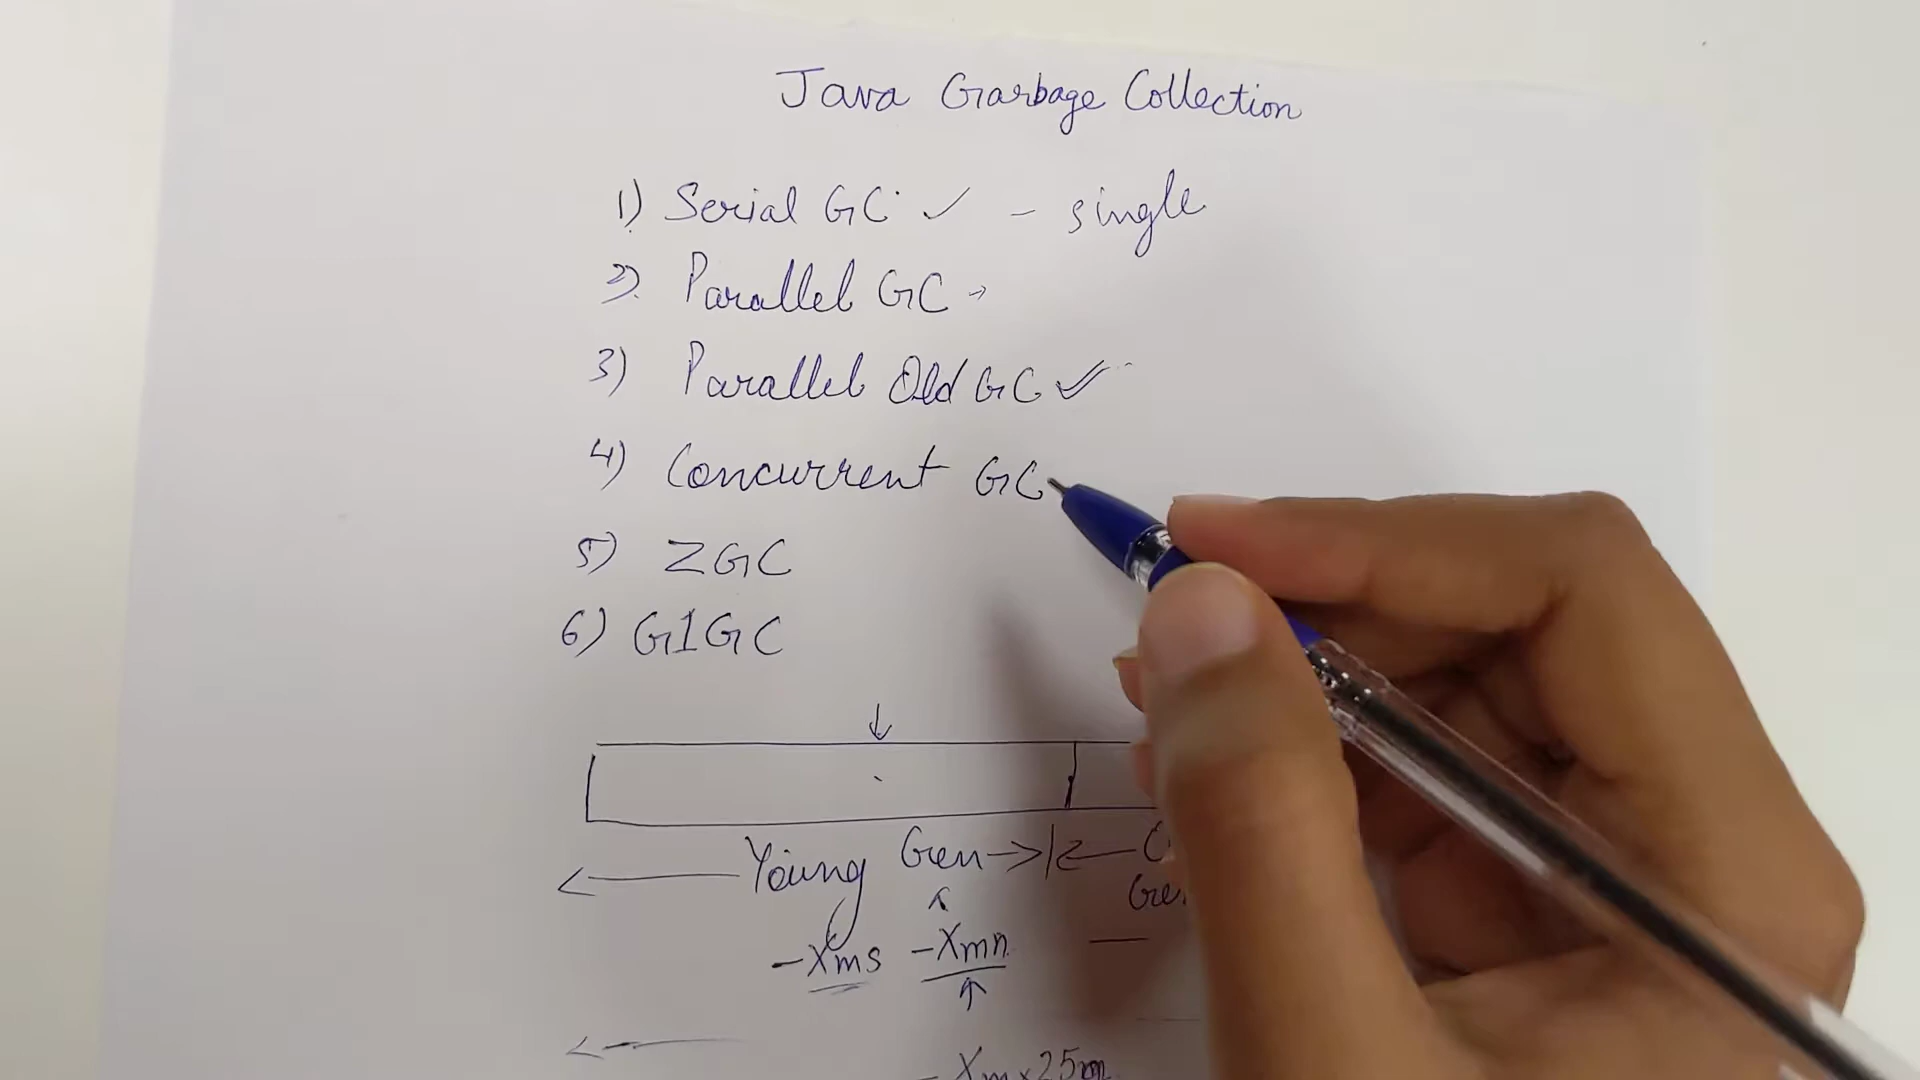 Java Garbage Collection
1) Serial GC ✓ - single
2) Parallel GC →
3) Parallel Old GC ✓
4) Concurrent GC
5) ZGC
6) G1GC
Young Gen
-Xms -Xmn